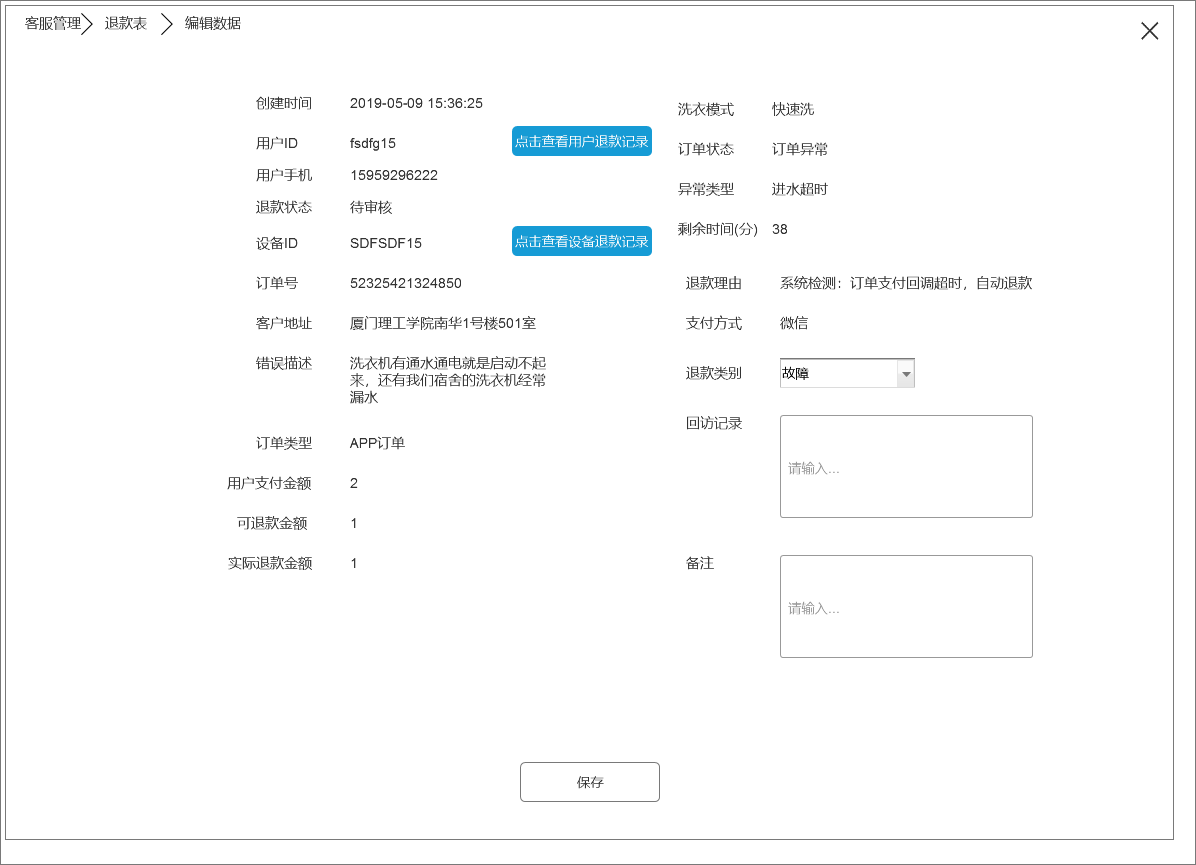 客服管理 退款表 编辑数据
创建时间 2019-05-09 15:36:25
用户ID fsdfg15 点击查看用户退款记录
用户手机 15959296222
退款状态 待审核
设备ID SDFSDF15 点击查看设备退款记录
订单号 52325421324850
客户地址 厦门理工学院南华1号楼501室
错误描述 洗衣机有通水通电就是启动不起
来，还有我们宿舍的洗衣机经常
漏水
订单类型 APP订单
用户支付金额 2
可退款金额 1
实际退款金额 1
洗衣模式 快速洗
订单状态 订单异常
异常类型 进水超时
剩余时间(分) 38
退款理由 系统检测：订单支付回调超时，自动退款
支付方式 微信
退款类别 故障
回访记录
请输入...
备注
请输入...
保存